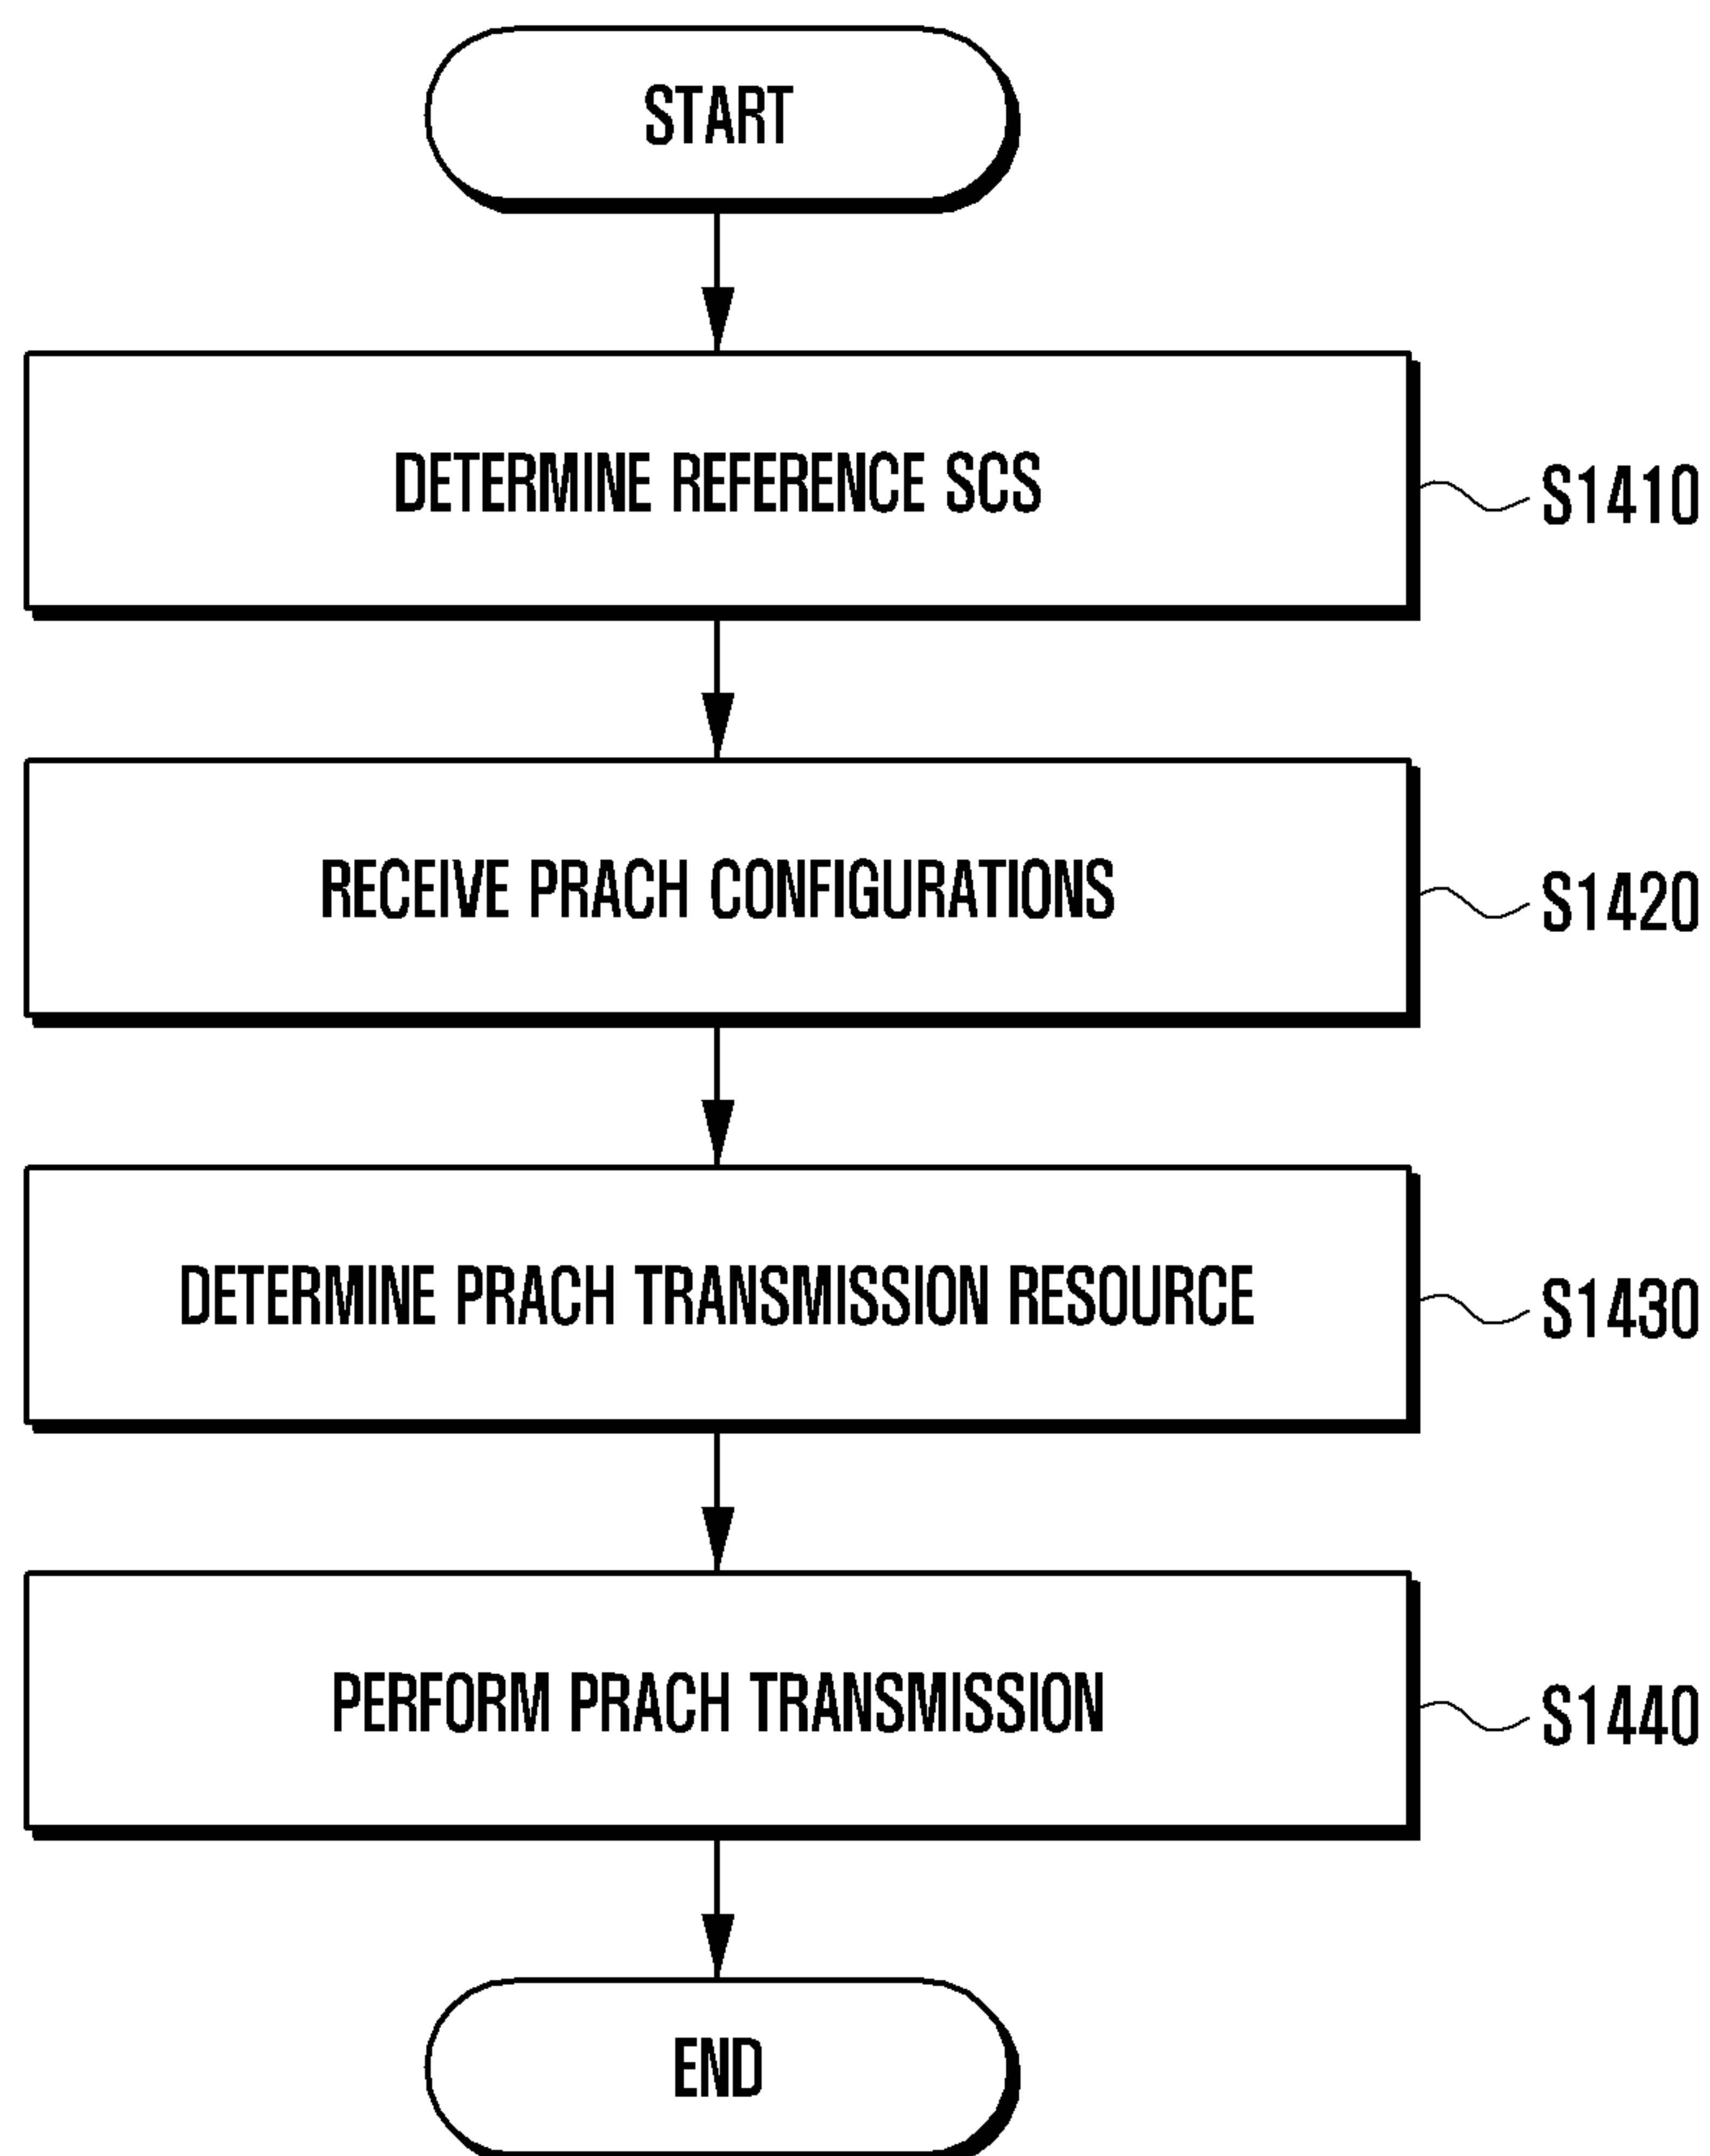 START
DETERMINE REFERENCE SCS
S1410
RECEIVE PRACH CONFIGURATIONS
S1420
DETERMINE PRACH TRANSMISSION RESOURCE
S1430
PERFORM PRACH TRANSMISSION
S1440
END